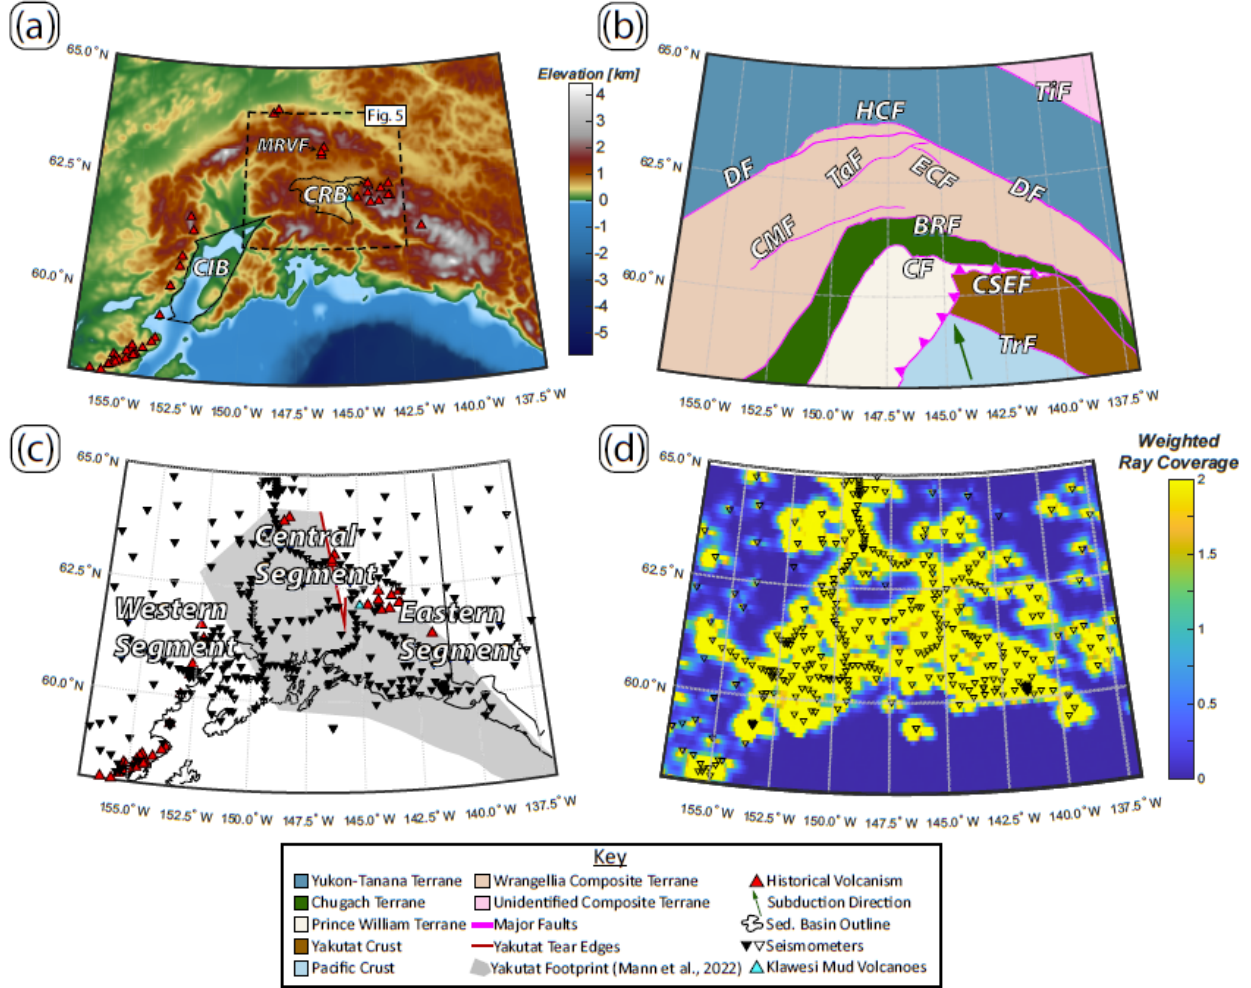 (a)
65.0°N
62.5°N
60.0°N
Fig. 5
MRVF
CRB
CIB
155.0°W 152.5°W 150.0°W 147.5°W 145.0°W 142.5°W 140.0°W 137.5°W
Elevation [km]
4
3
2
1
0
-1
-2
-3
-4
-5
(b)
65.0°N
62.5°N
60.0°N
TiF
HCF
DF
TaF
ECF
DF
CMF
BRF
CF
CSEF
TrF
155.0°W 152.5°W 150.0°W 147.5°W 145.0°W 142.5°W 140.0°W 137.5°W
(c)
65.0°N
62.5°N
60.0°N
Central
Segment
Western
Segment
Eastern
Segment
155.0°W 152.5°W 150.0°W 147.5°W 145.0°W 142.5°W 140.0°W 137.5°W
(d)
65.0°N
62.5°N
60.0°N
155.0°W 152.5°W 150.0°W 147.5°W 145.0°W 142.5°W 140.0°W 137.5°W
Weighted
Ray Coverage
2
1.5
1
0.5
0
Key
Yukon-Tanana Terrane
Chugach Terrane
Prince William Terrane
Yakutat Crust
Pacific Crust
Wrangellia Composite Terrane
Unidentified Composite Terrane
Major Faults
Yakutat Tear Edges
Yakutat Footprint (Mann et al., 2022)
Historical Volcanism
Subduction Direction
Sed. Basin Outline
Seismometers
Klawesi Mud Volcanoes